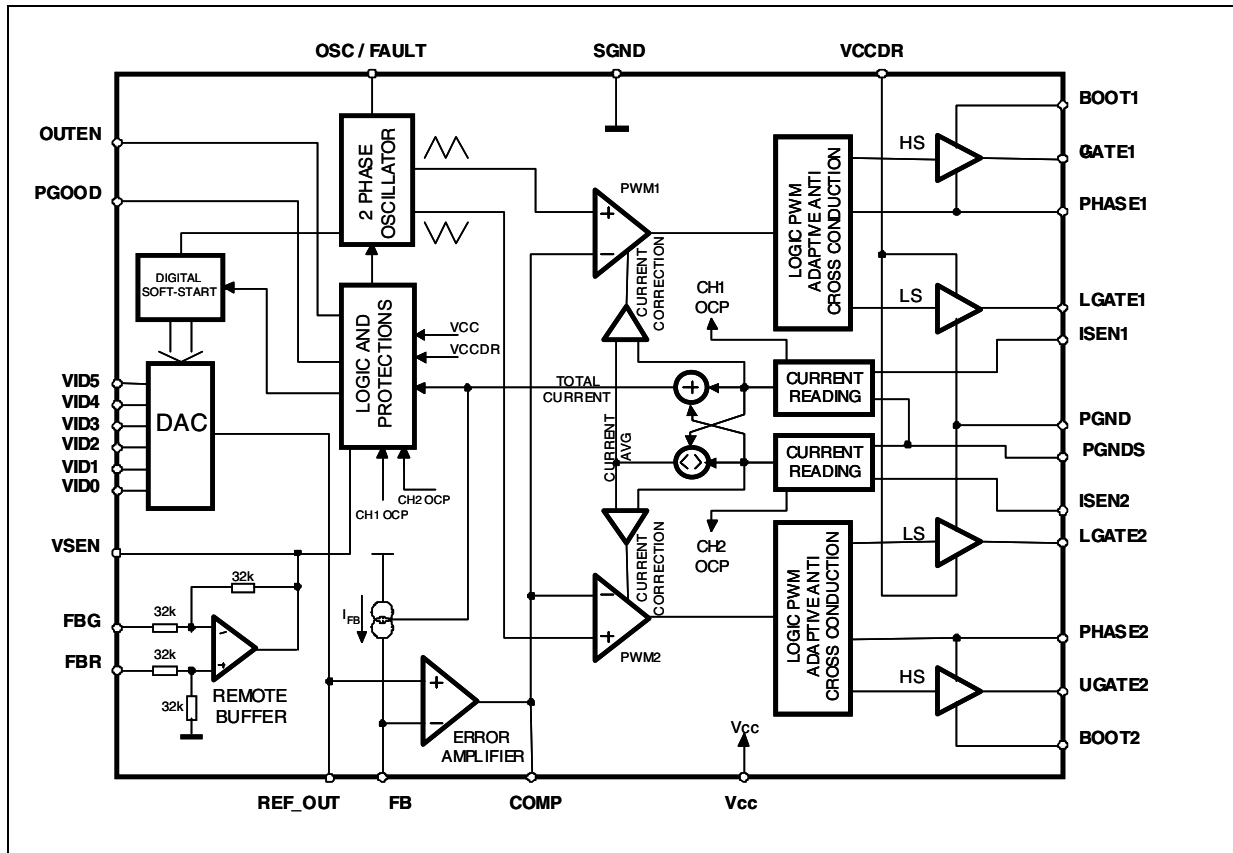 OSC / FAULT
SGND
VCCDR
BOOT1
OUTEN
2 PHASE
OSCILLATOR
HS
GATE1
PGOOD
PWM1
LOGIC PWM
ADAPTIVE ANTI
CROSS CONDUCTION
PHASE1
DIGITAL
SOFT-START
CURRENT
CORRECTION
CH1
OCP
LS
LGATE1
LOGIC AND
PROTECTIONS
VCC
VCCDR
ISEN1
VID5
VID4
VID3
VID2
VID1
VID0
DAC
TOTAL
CURRENT
CURRENT
READING
PGND
CURRENT
AVG
CURRENT
READING
PGNDS
CH2 OCP
CH1 OCP
ISEN2
VSEN
CURRENT
CORRECTION
CH2
OCP
LS
LGATE2
32k
32k
FBG
IFB
LOGIC PWM
ADAPTIVE ANTI
CROSS CONDUCTION
PHASE2
32k
FBR
PWM2
HS
UGATE2
32k
REMOTE
BUFFER
ERROR
AMPLIFIER
Vcc
BOOT2
REF_OUT
FB
COMP
Vcc